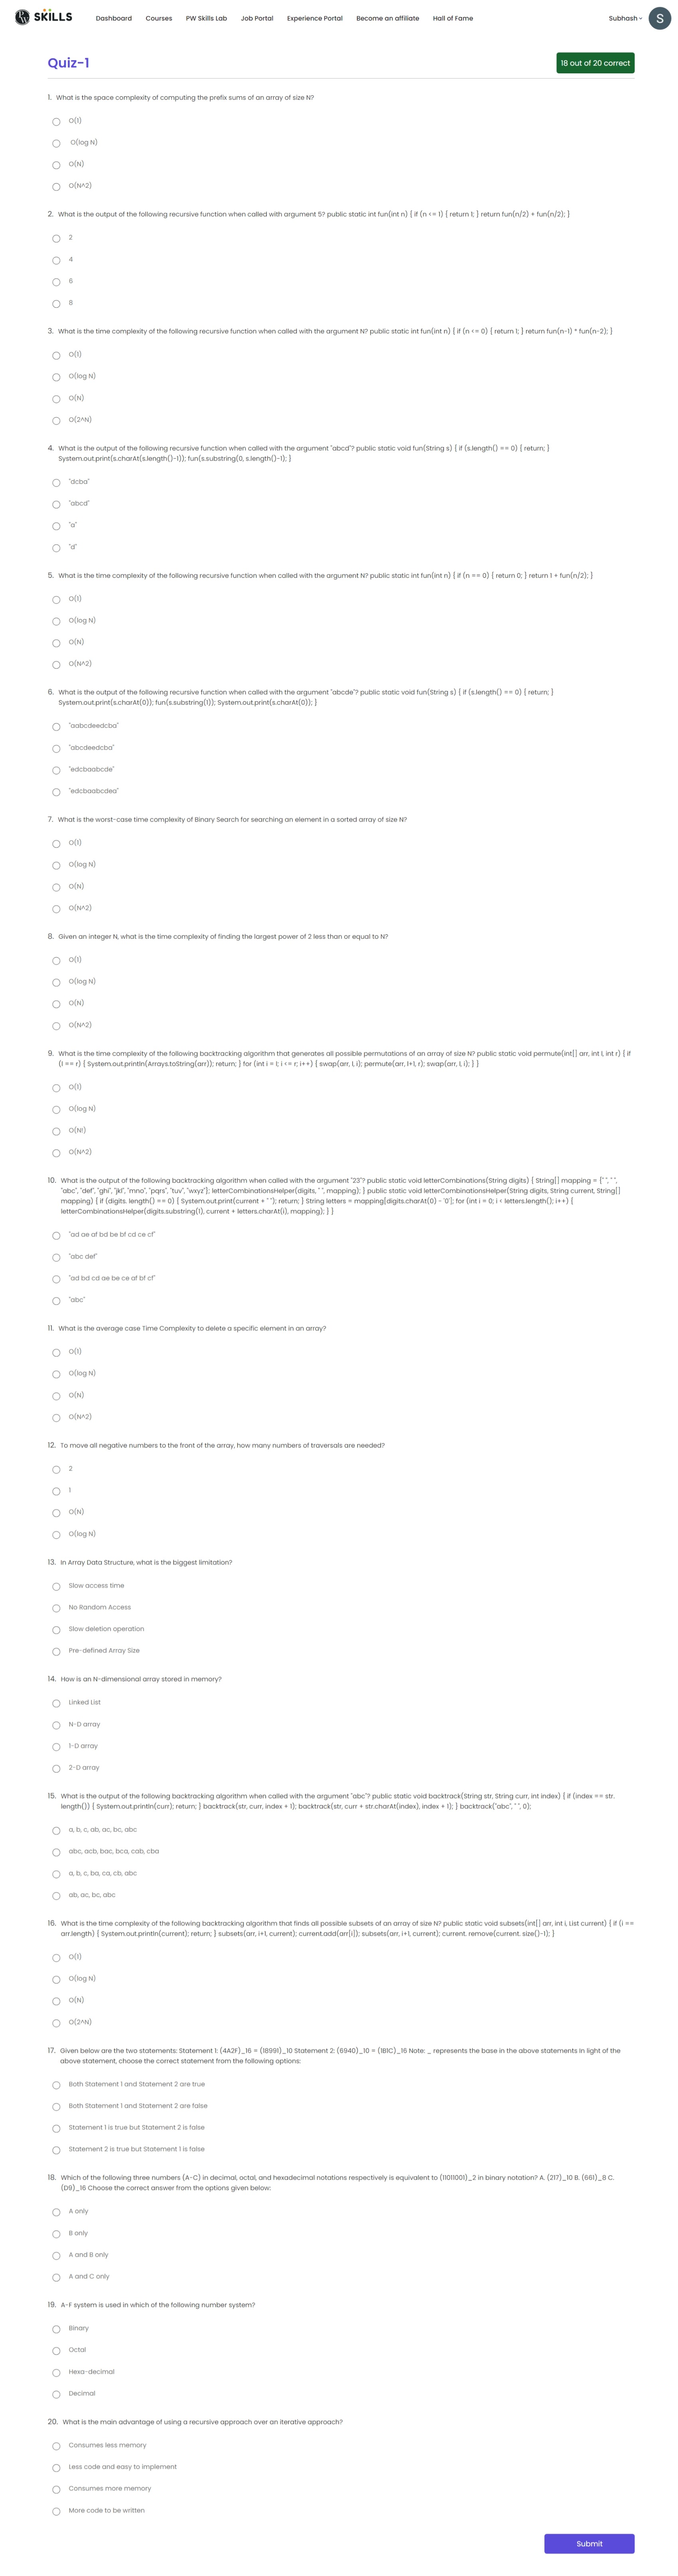 PW SKILLS
Dashboard Courses PW Skills Lab Job Portal Experience Portal Become an affiliate Hall of Fame
Subhash
S
Quiz-1
18 out of 20 correct
1. What is the space complexity of computing the prefix sums of an array of size N?
O(1)
O(log N)
O(N)
O(N^2)
2. What is the output of the following recursive function when called with argument 5? public static int fun(int n) { if (n <= 1) { return 1; } return fun(n/2) + fun(n/2); }
2
4
6
8
3. What is the time complexity of the following recursive function when called with the argument N? public static int fun(int n) { if (n <= 0) { return 1; } return fun(n-1) * fun(n-2); }
O(1)
O(log N)
O(N)
O(2^N)
4. What is the output of the following recursive function when called with the argument "abcd"? public static void fun(String s) { if (s.length() == 0) { return; }
System.out.print(s.charAt(s.length()-1)); fun(s.substring(0, s.length()-1); }
"dcba"
"abcd"
"a"
"d"
5. What is the time complexity of the following recursive function when called with the argument N? public static int fun(int n) { if (n == 0) { return 0; } return 1 + fun(n/2); }
O(1)
O(log N)
O(N)
O(N^2)
6. What is the output of the following recursive function when called with the argument "abcde"? public static void fun(String s) { if (s.length() == 0) { return; }
System.out.print(s.charAt(0)); fun(s.substring(1)); System.out.print(s.charAt(0)); }
"aabcdeedcba"
"abcdeedcba"
"edcbaabcde"
"edcbaabcdea"
7. What is the worst-case time complexity of Binary Search for searching an element in a sorted array of size N?
O(1)
O(log N)
O(N)
O(N^2)
8. Given an integer N, what is the time complexity of finding the largest power of 2 less than or equal to N?
O(1)
O(log N)
O(N)
O(N^2)
9. What is the time complexity of the following backtracking algorithm that generates all possible permutations of an array of size N? public static void permute(int[] arr, int l, int r) { if
(l == r) { System.out.println(Arrays.toString(arr)); return; } for (int i = l; i <= r; i++) { swap(arr, l, i); permute(arr, l+1, r); swap(arr, l, i); } }
O(1)
O(log N)
O(N!)
O(N^2)
10. What is the output of the following backtracking algorithm when called with the string argument "23"? public static void letterCombinations(String digits) { String[] mapping = {" ", " ",
"abc", "def", "ghi", "jkl", "mno", "pqrs", "tuv", "wxyz"}; letterCombinationsHelper(digits, " ", mapping); } public static void letterCombinationsHelper(String digits, String current, String[]
mapping) { if (digits. length() == 0) { System.out.print(current + " "); return; } String letters = mapping[digits.charAt(0) - '0']; for (int i = 0; i < letters.length(); i++) {
letterCombinationsHelper(digits.substring(1), current + letters.charAt(i), mapping); } }
"ad ae af bd be bf cd ce cf"
"abc def"
"ad bd cd ae be ce af bf cf"
"abc"
11. What is the average case Time Complexity to delete a specific element in an array?
O(1)
O(log N)
O(N)
O(N^2)
12. To move all negative numbers to the front of the array, how many numbers of traversals are needed?
2
1
O(N)
O(log N)
13. In Array Data Structure, what is the biggest limitation?
Slow access time
No Random Access
Slow deletion operation
Pre-defined Array Size
14. How is an N-dimensional array stored in memory?
Linked List
N-D array
1-D array
2-D array
15. What is the output of the following backtracking algorithm when called with the argument "abc"? public static void backtrack(String str, String curr, int index) { if (index == str.
length()) { System.out.println(curr); return; } backtrack(str, curr, index + 1); backtrack(str, curr + str.charAt(index), index + 1); } backtrack("abc", " ", 0);
a, b, c, ab, ac, bc, abc
abc, acb, bac, bca, cab, cba
a, b, c, ba, ca, cb, abc
ab, ac, bc, abc
16. What is the time complexity of the following backtracking algorithm that finds all possible subsets of an array of size N? public static void subsets(int[] arr, int i, List current) { if (i ==
arr.length) { System.out.println(current); return; } subsets(arr, i+1, current); current.add(arr[i]); subsets(arr, i+1, current); current. remove(current. size()-1); }
O(1)
O(log N)
O(N)
O(2^N)
17. Given below are the two statements: Statement 1: (4A2F)_16 = (18991)_10 Statement 2: (6940)_10 = (1B1C)_16 Note: _ represents the base in the above statements In light of the
above statement, choose the correct statement from the following options:
Both Statement 1 and Statement 2 are true
Both Statement 1 and Statement 2 are false
Statement 1 is true but Statement 2 is false
Statement 2 is true but Statement 1 is false
18. Which of the following three numbers (A-C) in decimal, octal, and hexadecimal notations respectively is equivalent to (11011001)_2 in binary notation? A. (217)_10 B. (661)_8 C.
(D9)_16 Choose the correct answer from the options given below:
A only
B only
A and B only
A and C only
19. A-F system is used in which of the following number system?
Binary
Octal
Hexa-decimal
Decimal
20. What is the main advantage of using a recursive approach over an iterative approach?
Consumes less memory
Less code and easy to implement
Consumes more memory
More code to be written
Submit